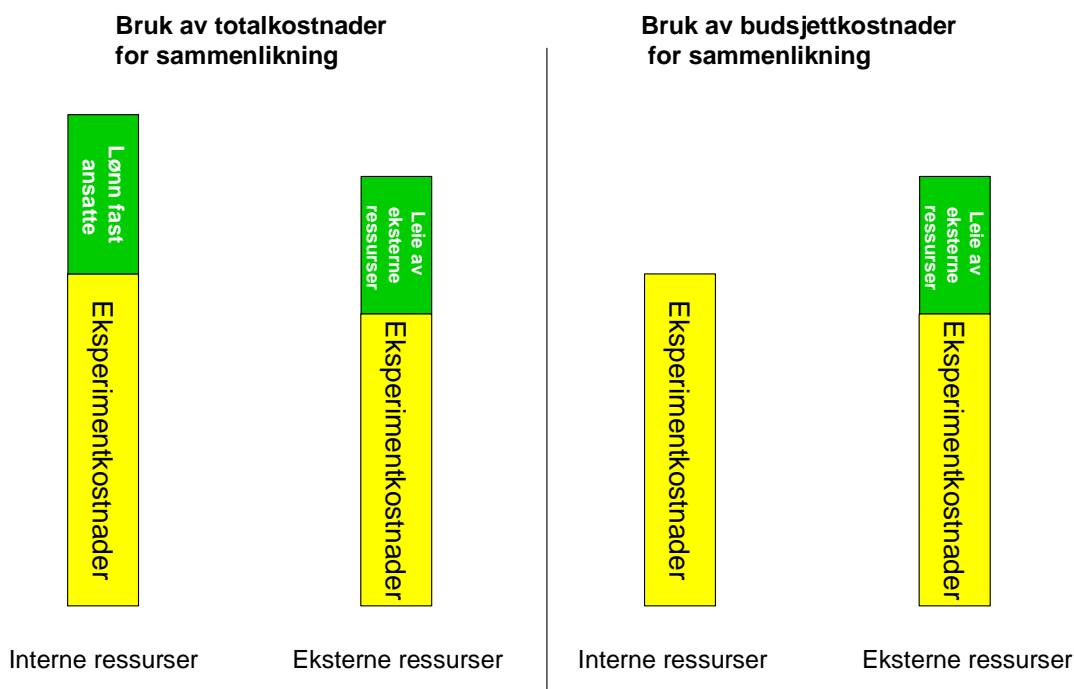 Bruk av totalkostnader
for sammenlikning
Lønn fast
ansatte
Eksperimentkostnader
Leie av
eksterne
ressurser
Eksperimentkostnader
Interne ressurser
Eksterne ressurser
Bruk av budsjettkostnader
for sammenlikning
Eksperimentkostnader
Leie av
eksterne
ressurser
Eksperimentkostnader
Interne ressurser
Eksterne ressurser